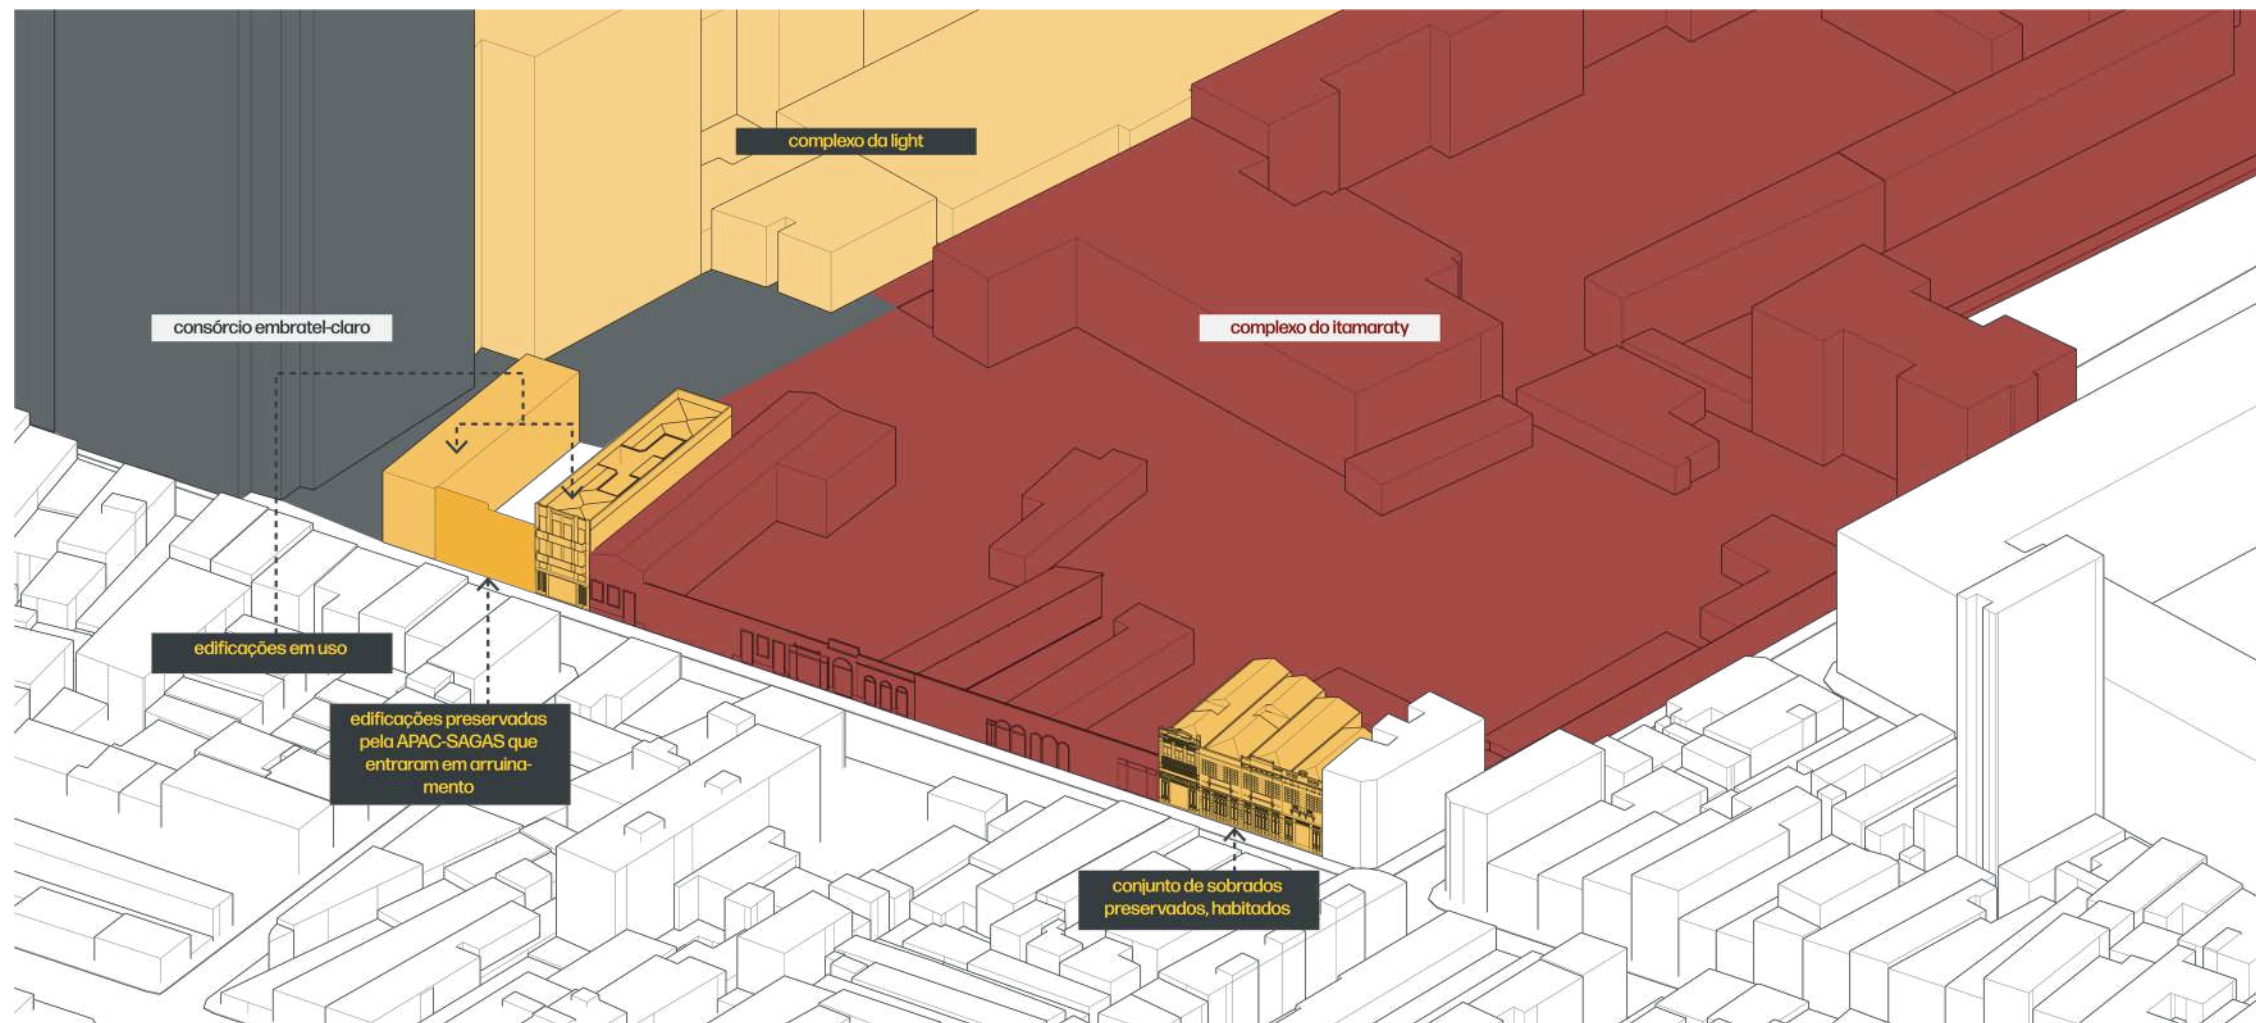 complexo da light
consórcio embratel-claro
complexo do itamaraty
edificações em uso
edificações preservadas
pela APAC-SAGAS que
entraram em arruina-
mento
conjunto de sobrados
preservados, habitados